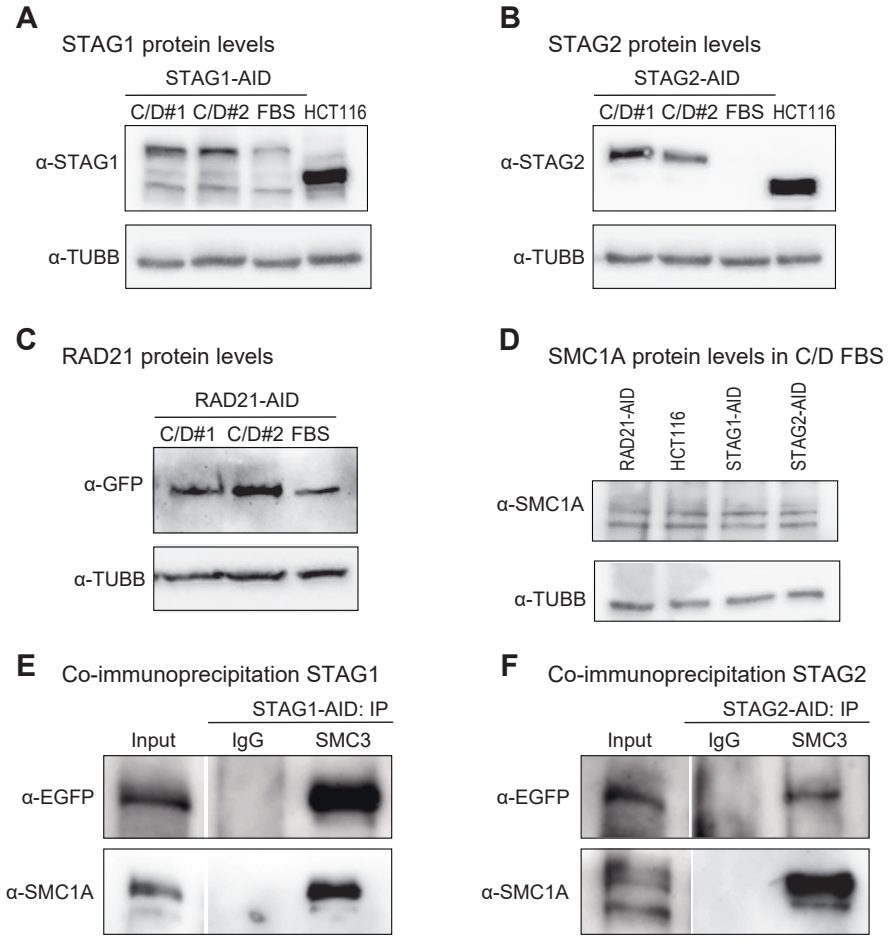 A
STAG1 protein levels
STAG1-AID
C/D#1 C/D#2 FBS HCT116
α-STAG1
α-TUBB
B
STAG2 protein levels
STAG2-AID
C/D#1 C/D#2 FBS HCT116
α-STAG2
α-TUBB
C
RAD21 protein levels
RAD21-AID
C/D#1 C/D#2 FBS
α-GFP
α-TUBB
D
SMC1A protein levels in C/D FBS
RAD21-AID
HCT116
STAG1-AID
STAG2-AID
α-SMC1A
α-TUBB
E
Co-immunoprecipitation STAG1
STAG1-AID: IP
Input IgG SMC3
α-EGFP
α-SMC1A
F
Co-immunoprecipitation STAG2
STAG2-AID: IP
Input IgG SMC3
α-EGFP
α-SMC1A